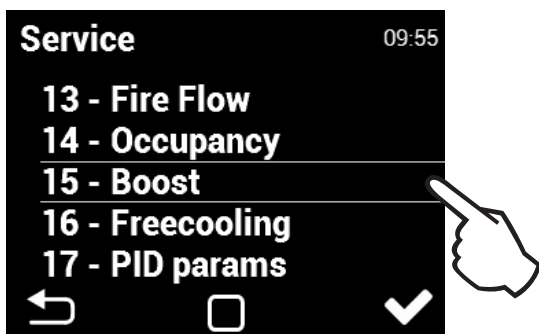 Service 09:55
13 - Fire Flow
14 - Occupancy
15 - Boost
16 - Freecooling
17 - PID params